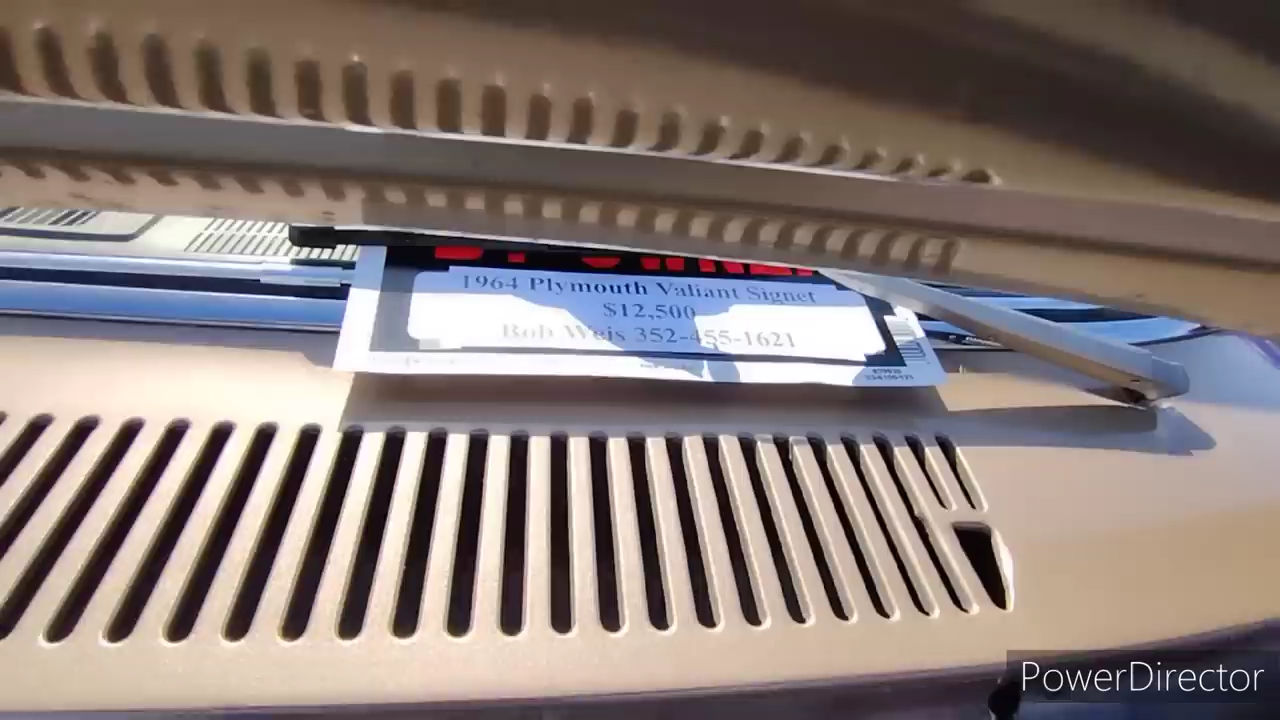 1964 Plymouth Valiant Signet
$12,500
Bob Weis 352-455-1621
PowerDirector